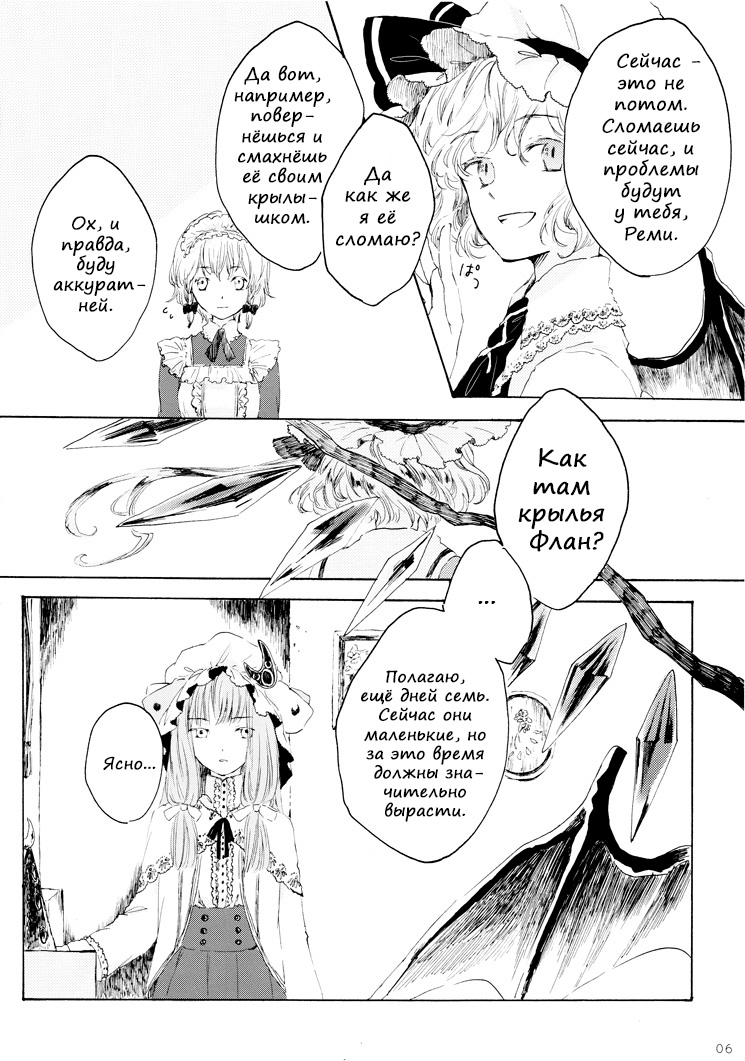 Сейчас -
это не
потом.
Сломаешь
сейчас, и
проблемы
будут
у тебя,
Реми.
Да
как же
я её
сломаю?
Да вот,
например,
повер-
нёшься и
смахнёшь
её своим
крылы-
шком.
Ох, и
правда,
буду
аккурат-
ней.
ぱっ
Как
там
крылья
Флан?
...
Полагаю,
ещё дней семь.
Сейчас они
маленькие, но
за это время
должны зна-
чительно
вырасти.
Ясно...
06